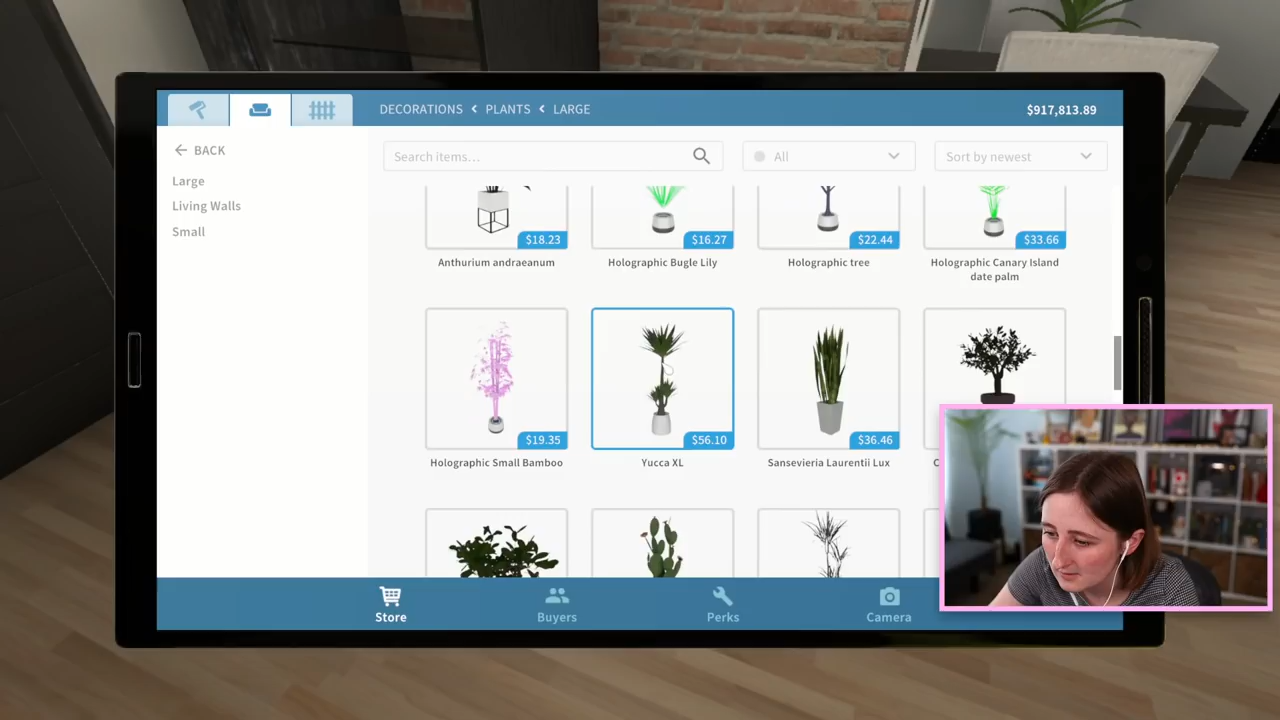 DECORATIONS < PLANTS < LARGE
$917,813.89
BACK
Large
Living Walls
Small
Search items...
All
Sort by newest
$18.23
$16.27
$22.44
$33.66
Anthurium andraeanum
Holographic Bugle Lily
Holographic tree
Holographic Canary Island
date palm
$19.35
$56.10
$36.46
Holographic Small Bamboo
Yucca XL
Sansevieria Laurentii Lux
Store
Buyers
Perks
Camera